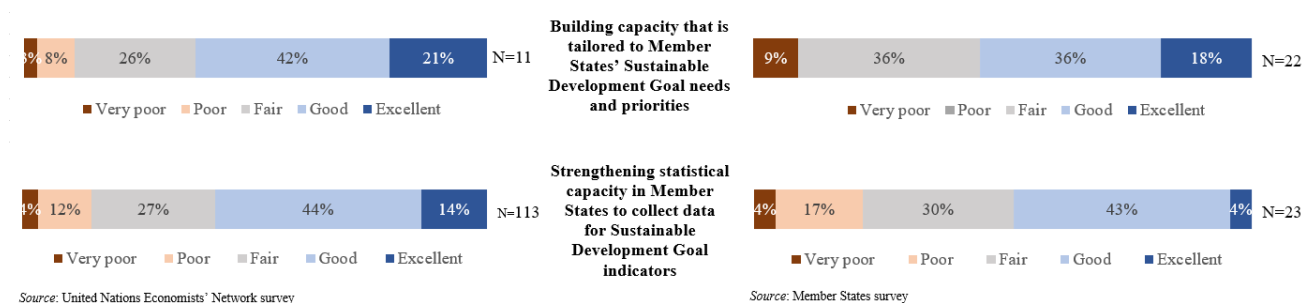 3% 8% 26% 42% 21% N=11
Very poor Poor Fair Good Excellent
Building capacity that is
tailored to Member
States’ Sustainable
Development Goal needs
and priorities
9% 36% 36% 18% N=22
Very poor Poor Fair Good Excellent
4% 12% 27% 44% 14% N=113
Very poor Poor Fair Good Excellent
Source: United Nations Economists’ Network survey
Strengthening statistical
capacity in Member
States to collect data
for Sustainable
Development Goal
indicators
4% 17% 30% 43% 4% N=23
Very poor Poor Fair Good Excellent
Source: Member States survey